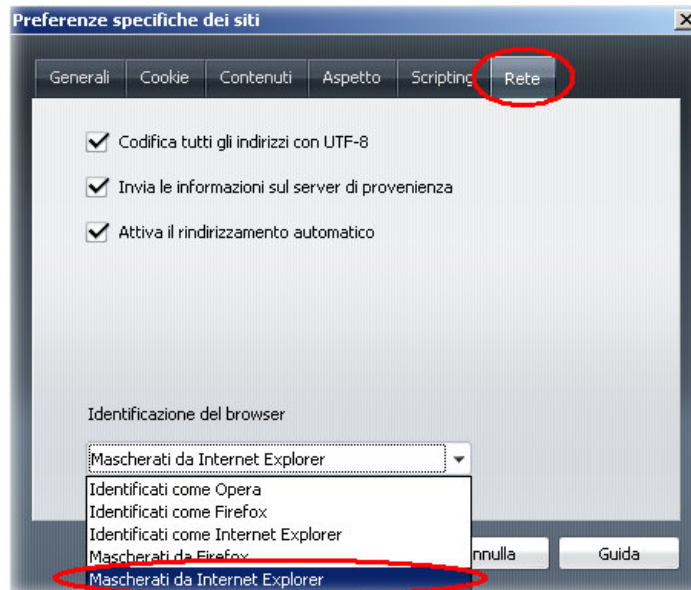 Preferenze specifiche dei siti
Generali Cookie Contenuti Aspetto Scripting Rete
Codifica tutti gli indirizzi con UTF-8
Invia le informazioni sul server di provenienza
Attiva il rindirizzamento automatico
Identificazione del browser
Mascherati da Internet Explorer
Identificati come Opera
Identificati come Firefox
Identificati come Internet Explorer
Mascherati da Firefox
nnulla Guida
Mascherati da Internet Explorer